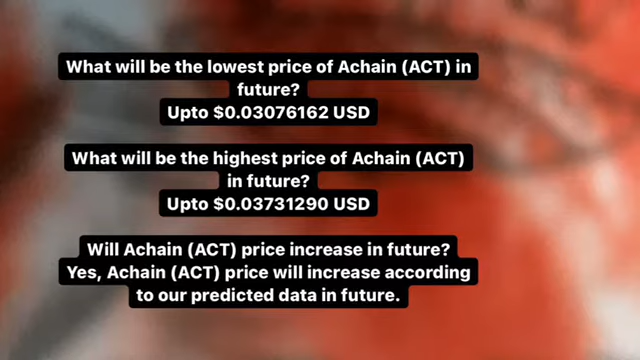 What will be the lowest price of Achain (ACT) in
future?
Upto $0.03076162 USD
What will be the highest price of Achain (ACT)
in future?
Upto $0.03731290 USD
Will Achain (ACT) price increase in future?
Yes, Achain (ACT) price will increase according
to our predicted data in future.